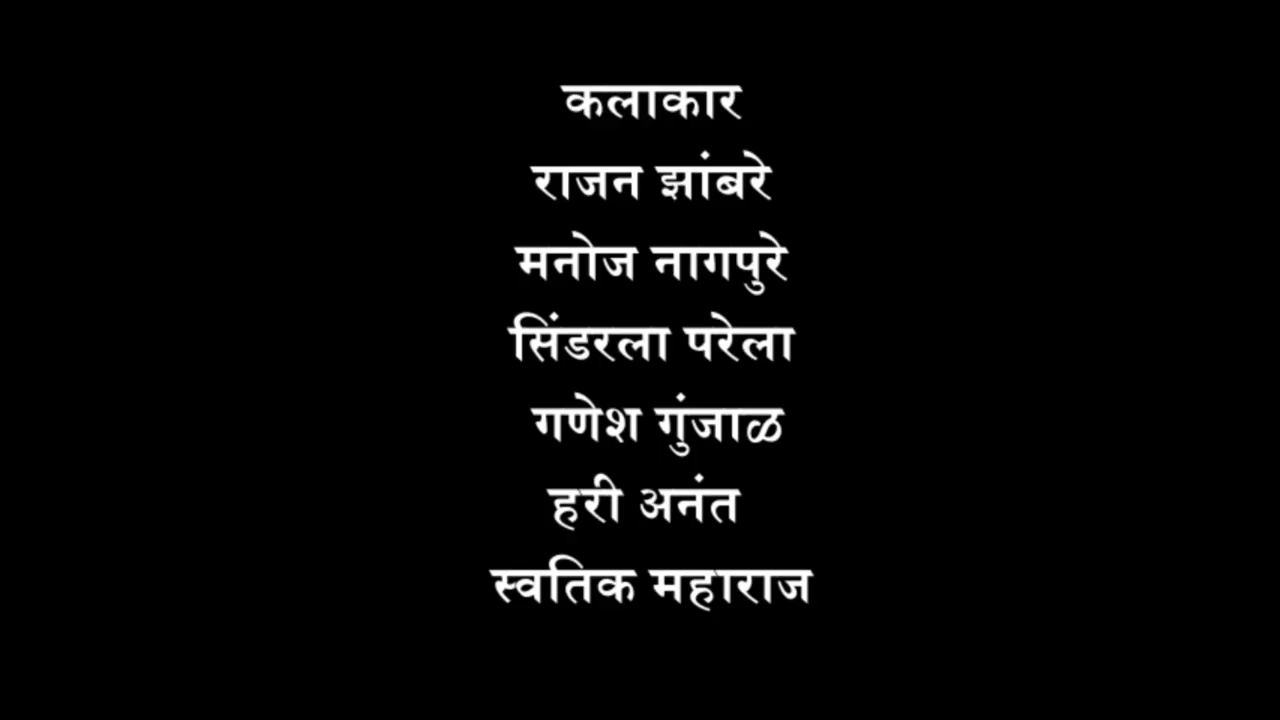 कलाकार
राजन झांबरे
मनोज नागपुरे
सिंडरला परेला
गणेश गुंजाळ
हरी अनंत
स्वतिक महाराज